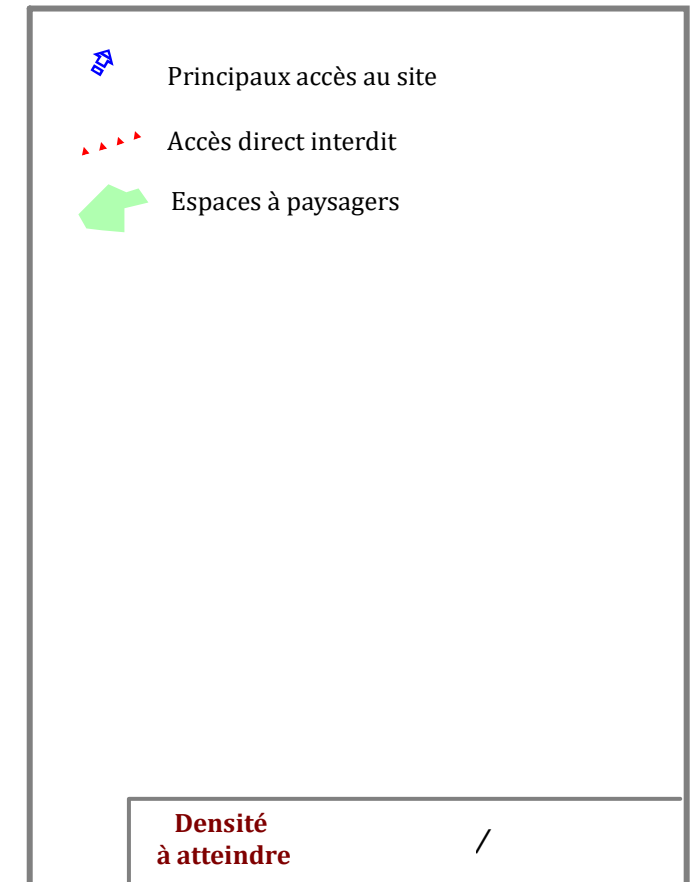 Principaux accès au site
Accès direct interdit
Espaces à paysagers
Densité
à atteindre
/